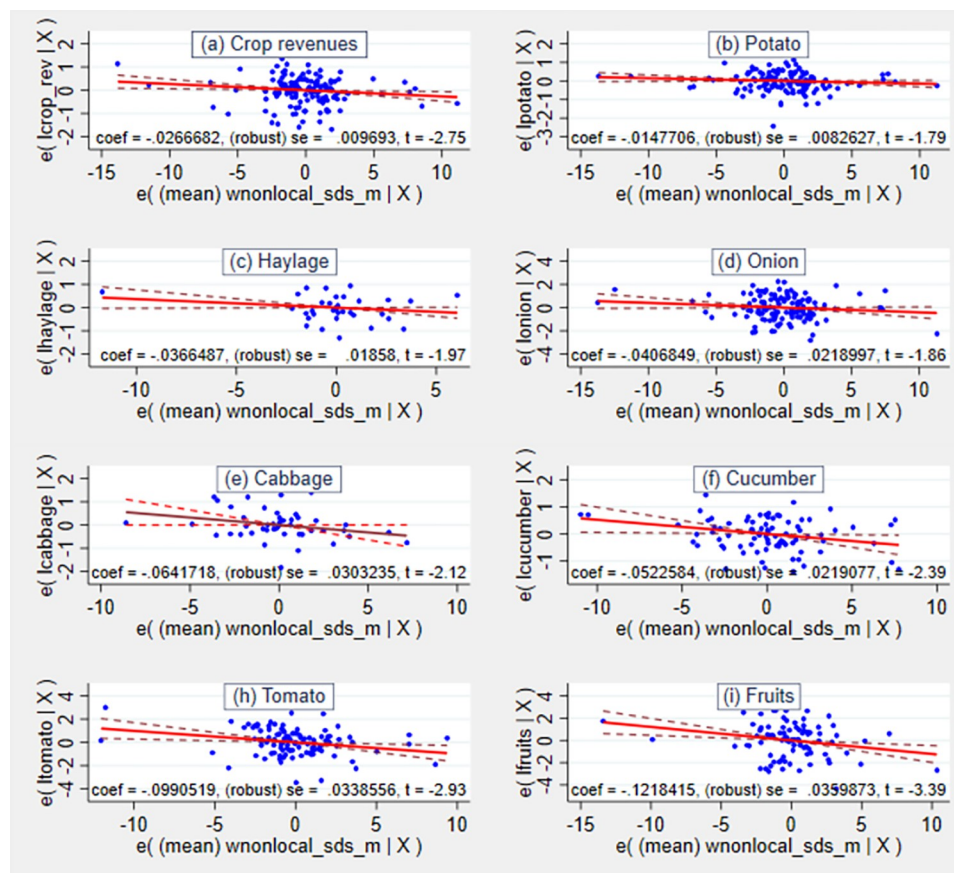 (a) Crop revenues
e( lcrop_rev | X )
2
1
0
-1
-2
coef = -.0266682, (robust) se = .009693, t = -2.75
-15 -10 -5 0 5 10
e( (mean) wnonlocal_sds_m | X )
(b) Potato
e( lpotato | X )
2
1
0
-1
-2
-3
coef = -.0147706, (robust) se = .0082627, t = -1.79
-15 -10 -5 0 5 10
e( (mean) wnonlocal_sds_m | X )
(c) Haylage
e( lhaylage | X )
2
1
0
-1
-2
coef = -.0366487, (robust) se = .01858, t = -1.97
-10 -5 0 5
e( (mean) wnonlocal_sds_m | X )
(d) Onion
e( lonion | X )
4
2
0
-2
-4
coef = -.0406849, (robust) se = .0218997, t = -1.86
-15 -10 -5 0 5 10
e( (mean) wnonlocal_sds_m | X )
(e) Cabbage
e( lcabbage | X )
2
1
0
-1
-2
coef = -.0641718, (robust) se = .0303235, t = -2.12
-10 -5 0 5 10
e( (mean) wnonlocal_sds_m | X )
(f) Cucumber
e( lcucumber | X )
2
1
0
-1
coef = -.0522584, (robust) se = .0219077, t = -2.39
-10 -5 0 5 10
e( (mean) wnonlocal_sds_m | X )
(h) Tomato
e( ltomato | X )
4
2
0
-2
-4
coef = -.0990519, (robust) se = .0338556, t = -2.93
-10 -5 0 5 10
e( (mean) wnonlocal_sds_m | X )
(i) Fruits
e( lfruits | X )
4
2
0
-2
-4
coef = -.1218415, (robust) se = .0359873, t = -3.39
-15 -10 -5 0 5 10
e( (mean) wnonlocal_sds_m | X )